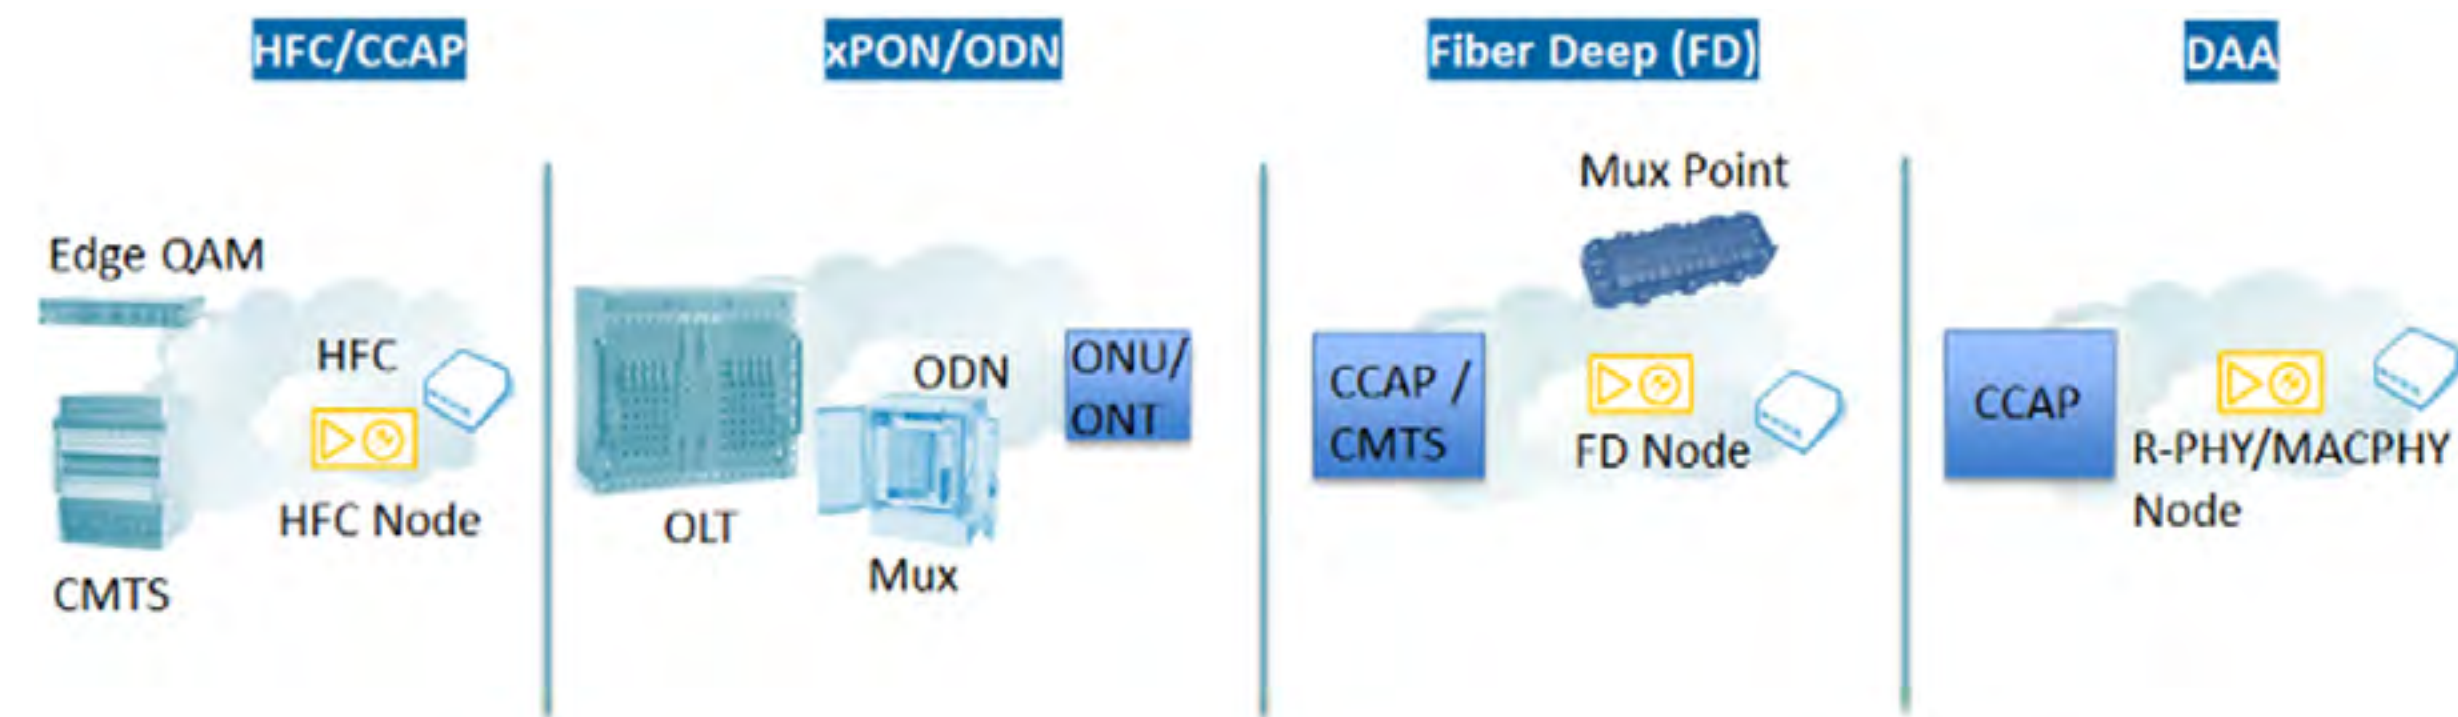 HFC/CCAP
xPON/ODN
Fiber Deep (FD)
DAA
Edge QAM
HFC
HFC Node
CMTS
OLT
ODN
Mux
ONU/
ONT
Mux Point
CCAP /
CMTS
FD Node
CCAP
R-PHY/MACPHY
Node